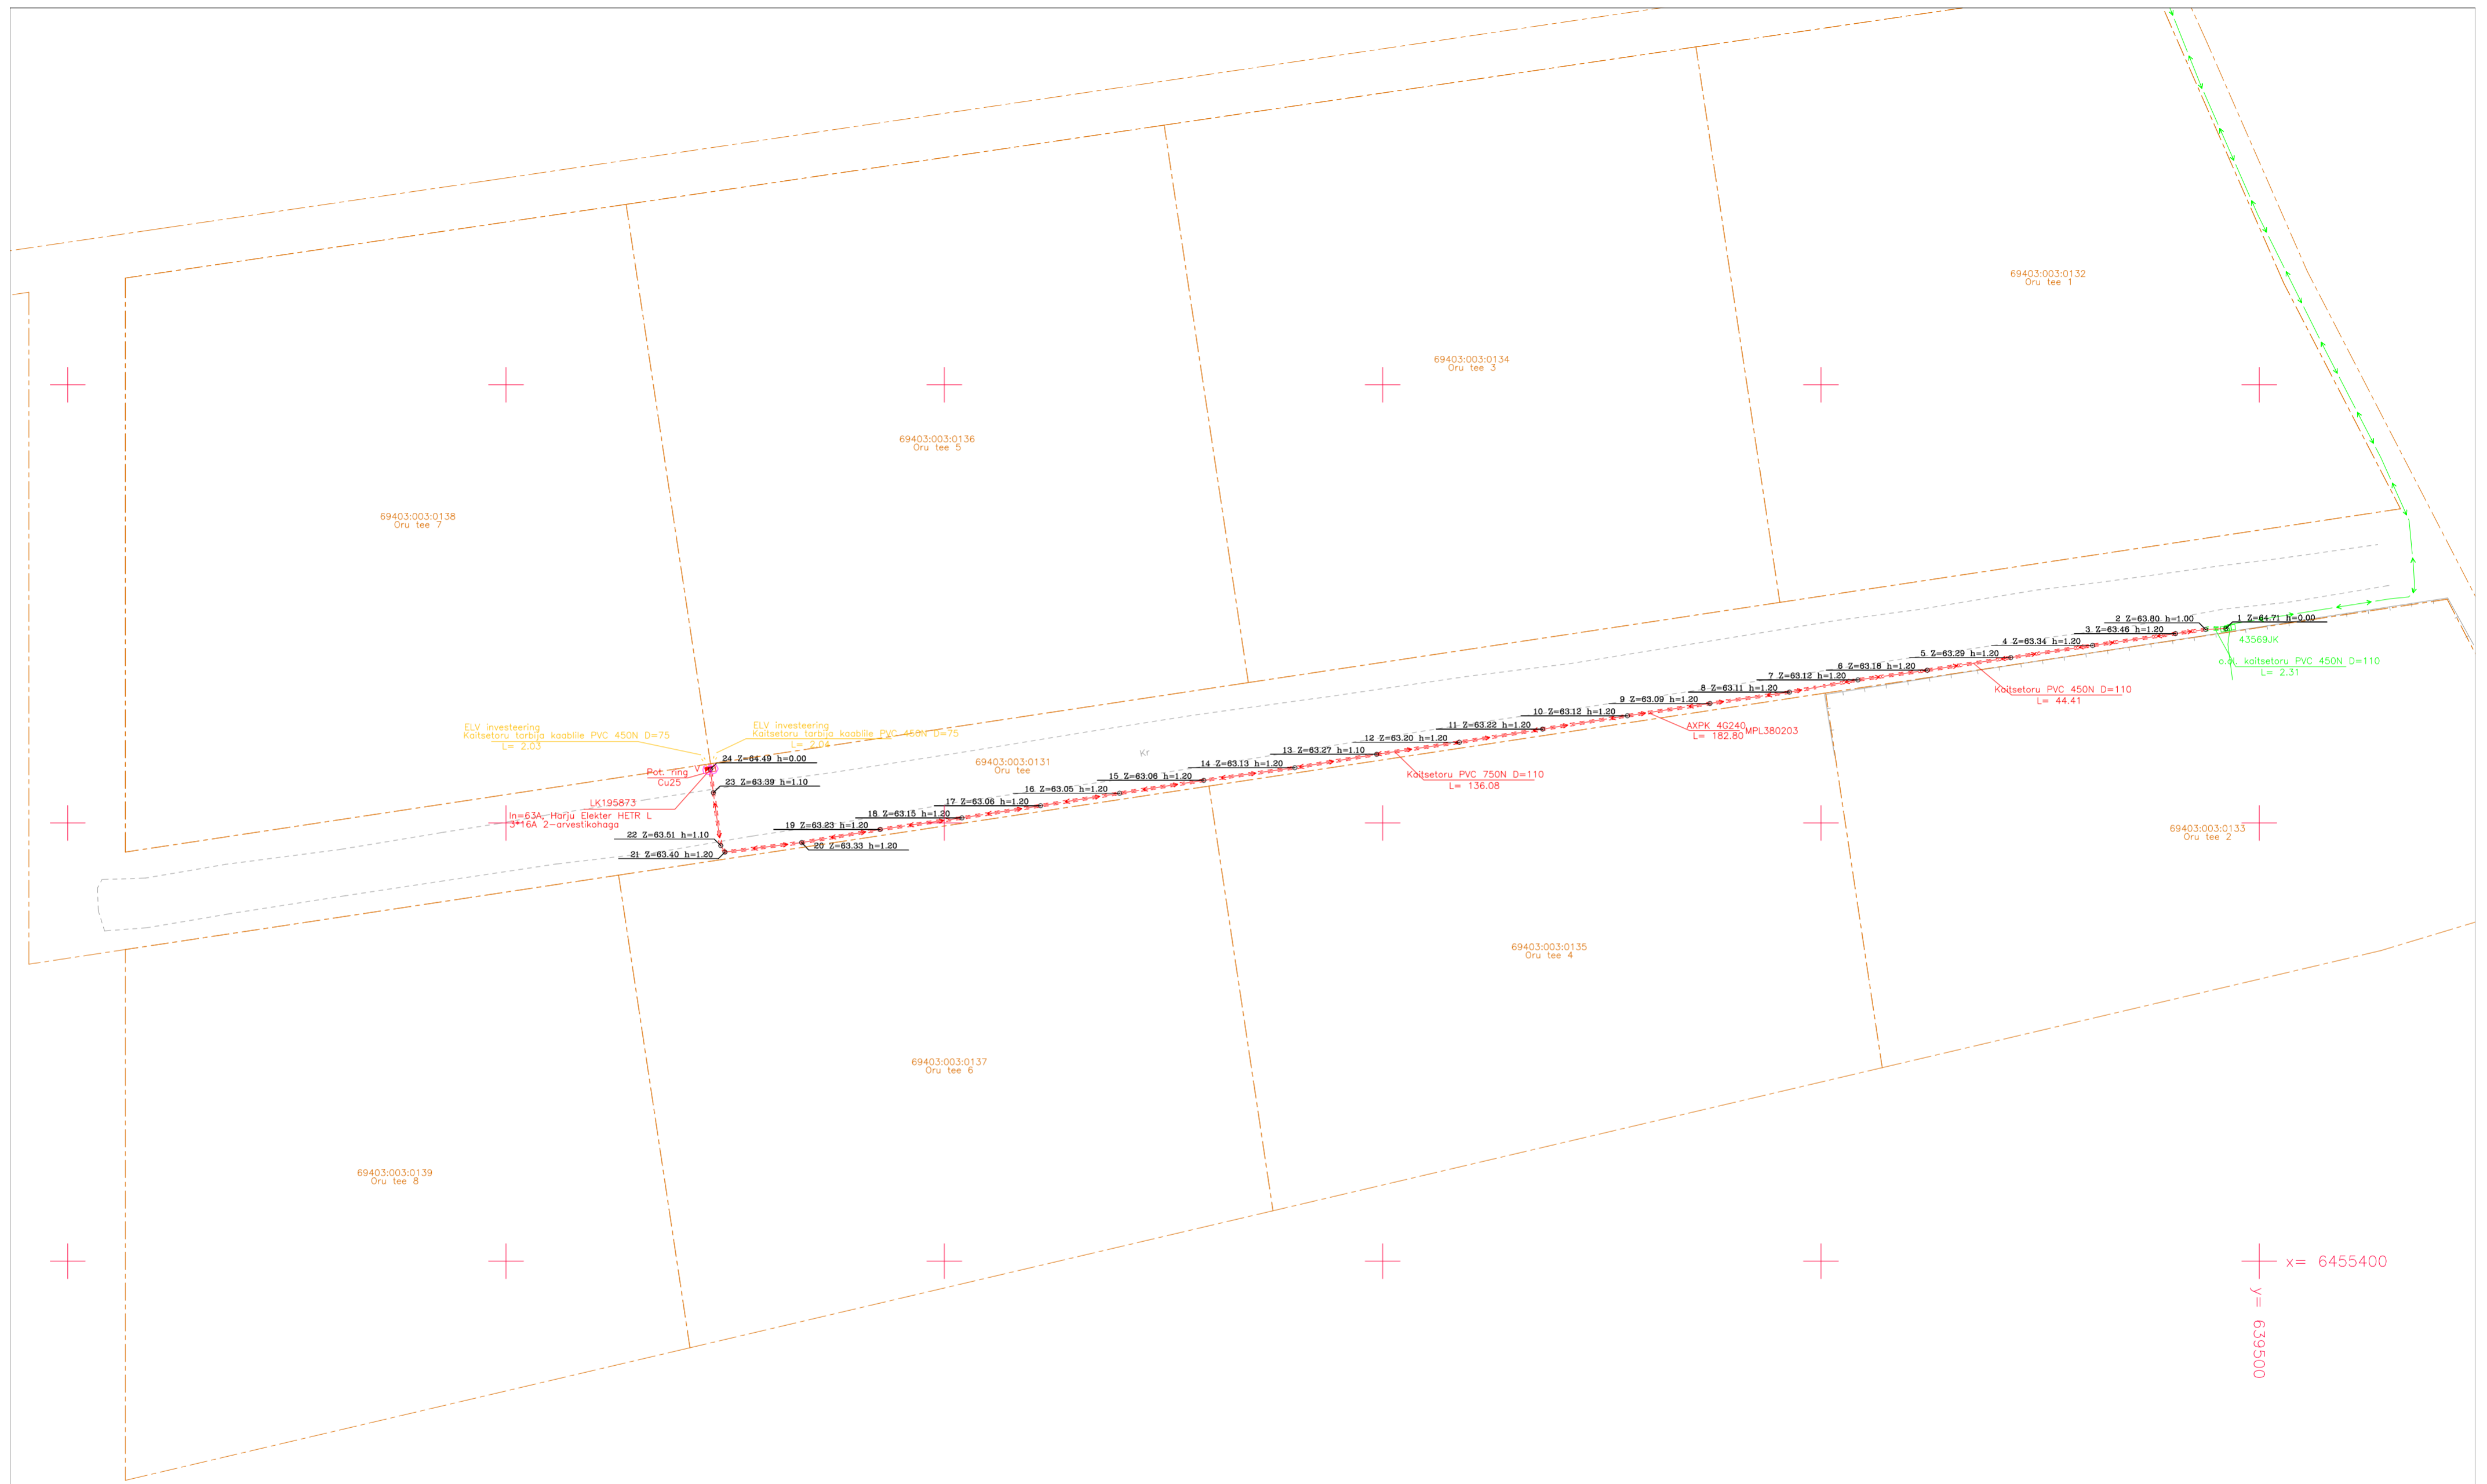 69403:003:0132
Oru tee 1
69403:003:0134
Oru tee 3
69403:003:0136
Oru tee 5
69403:003:0138
Oru tee 7
1 Z=64.71 h=0.00
2 Z=63.80 h=1.00
3 Z=63.46 h=1.20
43569JK
4 Z=63.34 h=1.20
5 Z=63.29 h=1.20
o.ol. kaitsetoru PVC 450N D=110
L= 2.31
6 Z=63.18 h=1.20
7 Z=63.12 h=1.20
Kaitsetoru PVC 450N D=110
L= 44.41
8 Z=63.11 h=1.20
9 Z=63.09 h=1.20
10 Z=63.12 h=1.20
AXPK 4G240, MPL380203
L= 182.80
11 Z=63.22 h=1.20
12 Z=63.20 h=1.20
13 Z=63.27 h=1.10
14 Z=63.13 h=1.20
Kaitsetoru PVC 750N D=110
L= 136.08
15 Z=63.06 h=1.20
16 Z=63.05 h=1.20
17 Z=63.06 h=1.20
18 Z=63.15 h=1.20
19 Z=63.23 h=1.20
20 Z=63.33 h=1.20
21 Z=63.40 h=1.20
22 Z=63.51 h=1.10
23 Z=63.39 h=1.10
24 Z=64.49 h=0.00
Kr
69403:003:0131
Oru tee
ELV investeering
Kaitsetoru tarbija kaablile PVC 450N D=75
L= 2.03
ELV investeering
Kaitsetoru tarbija kaablile PVC 450N D=75
L= 2.04
Pot. ring
Cu25
LK195873
In=63A, Harju Elekter HETR L
3*16A 2-arvestikohaga
69403:003:0133
Oru tee 2
69403:003:0135
Oru tee 4
69403:003:0137
Oru tee 6
69403:003:0139
Oru tee 8
x= 6455400
y= 639500